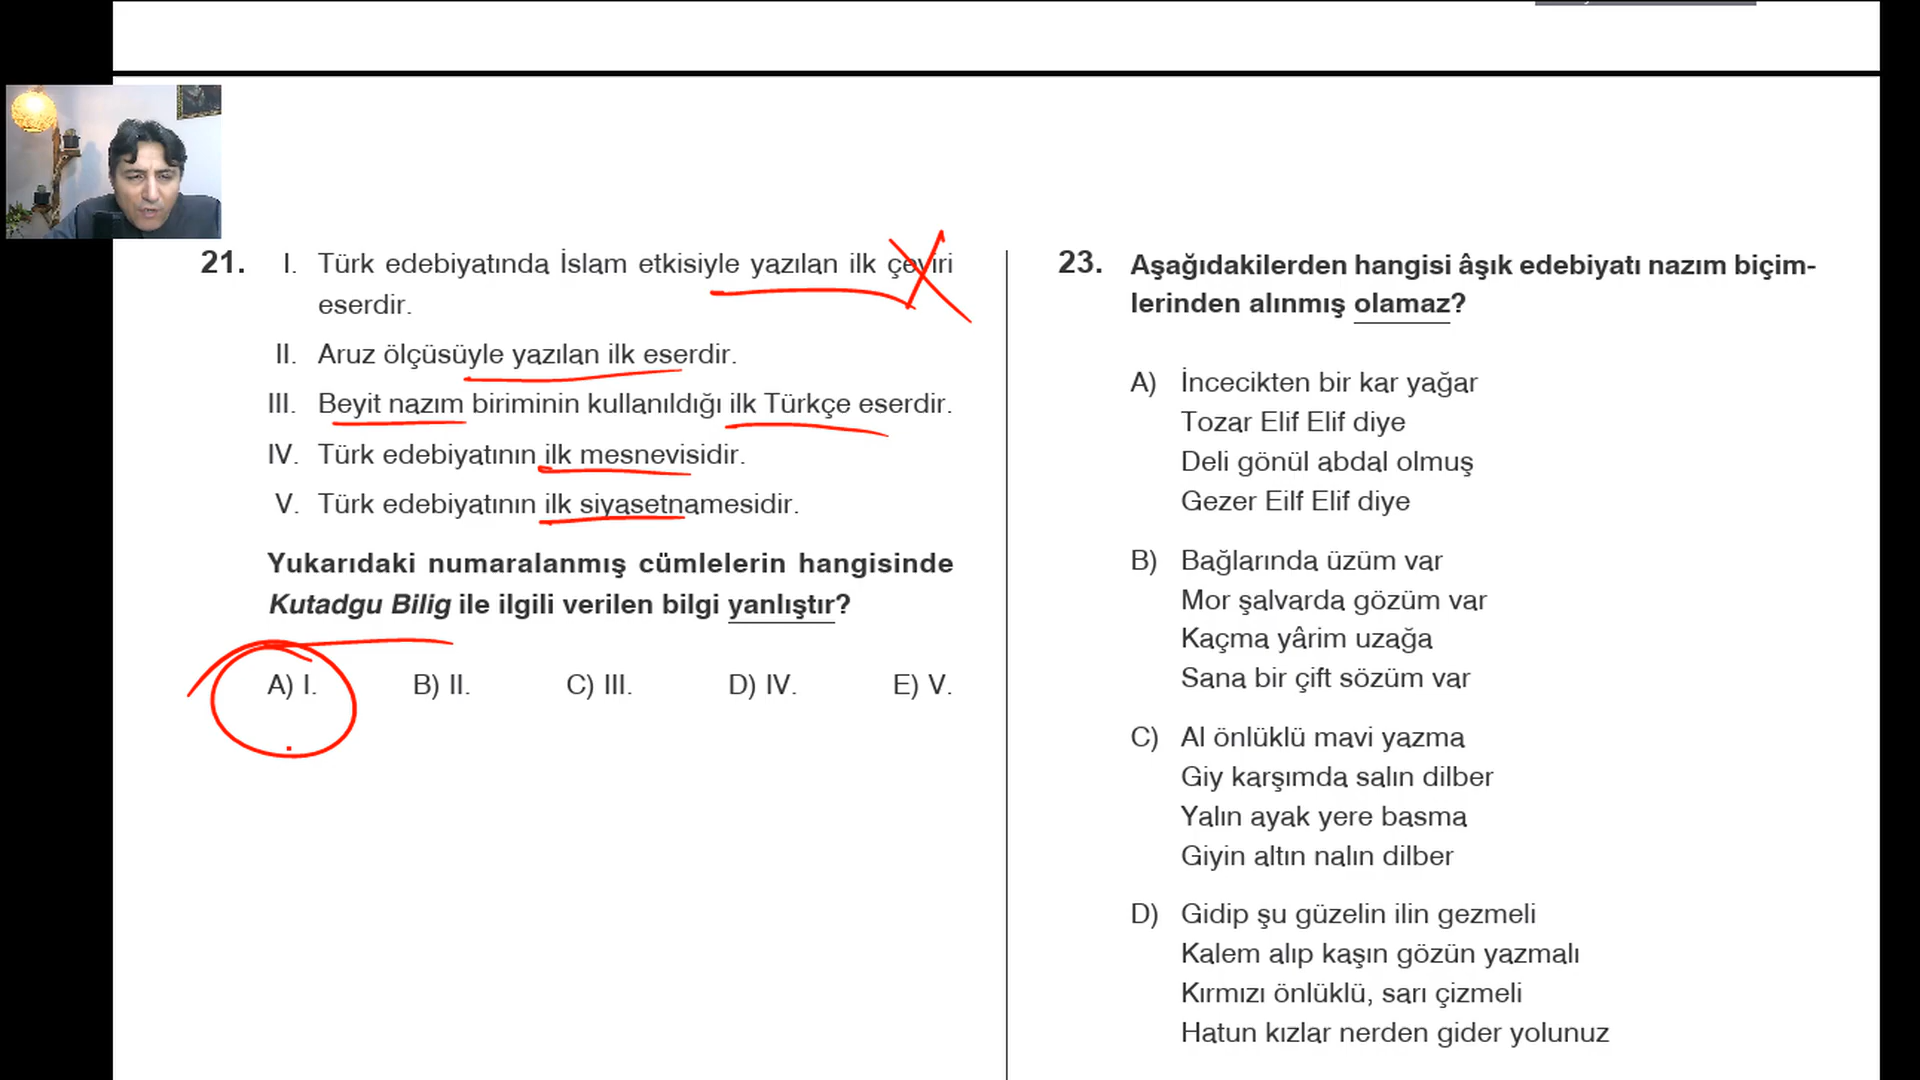 21. I. Türk edebiyatında İslam etkisiyle yazılan ilk çeviri
eserdir.
II. Aruz ölçüsüyle yazılan ilk eserdir.
III. Beyit nazım biriminin kullanıldığı ilk Türkçe eserdir.
IV. Türk edebiyatının ilk mesnevisidir.
V. Türk edebiyatının ilk siyasetnamesidir.
Yukarıdaki numaralanmış cümlelerin hangisinde
Kutadgu Bilig ile ilgili verilen bilgi yanlıştır?
A) I. B) II. C) III. D) IV. E) V.
23. Aşağıdakilerden hangisi âşık edebiyatı nazım biçim-
lerinden alınmış olamaz?
A) İncecikten bir kar yağar
Tozar Elif Elif diye
Deli gönül abdal olmuş
Gezer Eilf Elif diye
B) Bağlarında üzüm var
Mor şalvarda gözüm var
Kaçma yârim uzağa
Sana bir çift sözüm var
C) Al önlüklü mavi yazma
Giy karşımda salın dilber
Yalın ayak yere basma
Giyin altın nalın dilber
D) Gidip şu güzelin ilin gezmeli
Kalem alıp kaşın gözün yazmalı
Kırmızı önlüklü, sarı çizmeli
Hatun kızlar nerden gider yolunuz